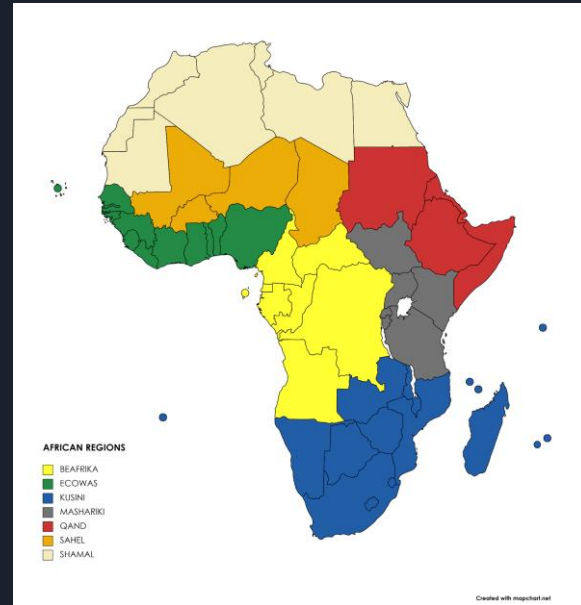 AFRICAN REGIONS
BEAFRIKA
ECOWAS
KUSINI
MASHARIKI
QAND
SAHEL
SHAMAL
Created with mapchart.net